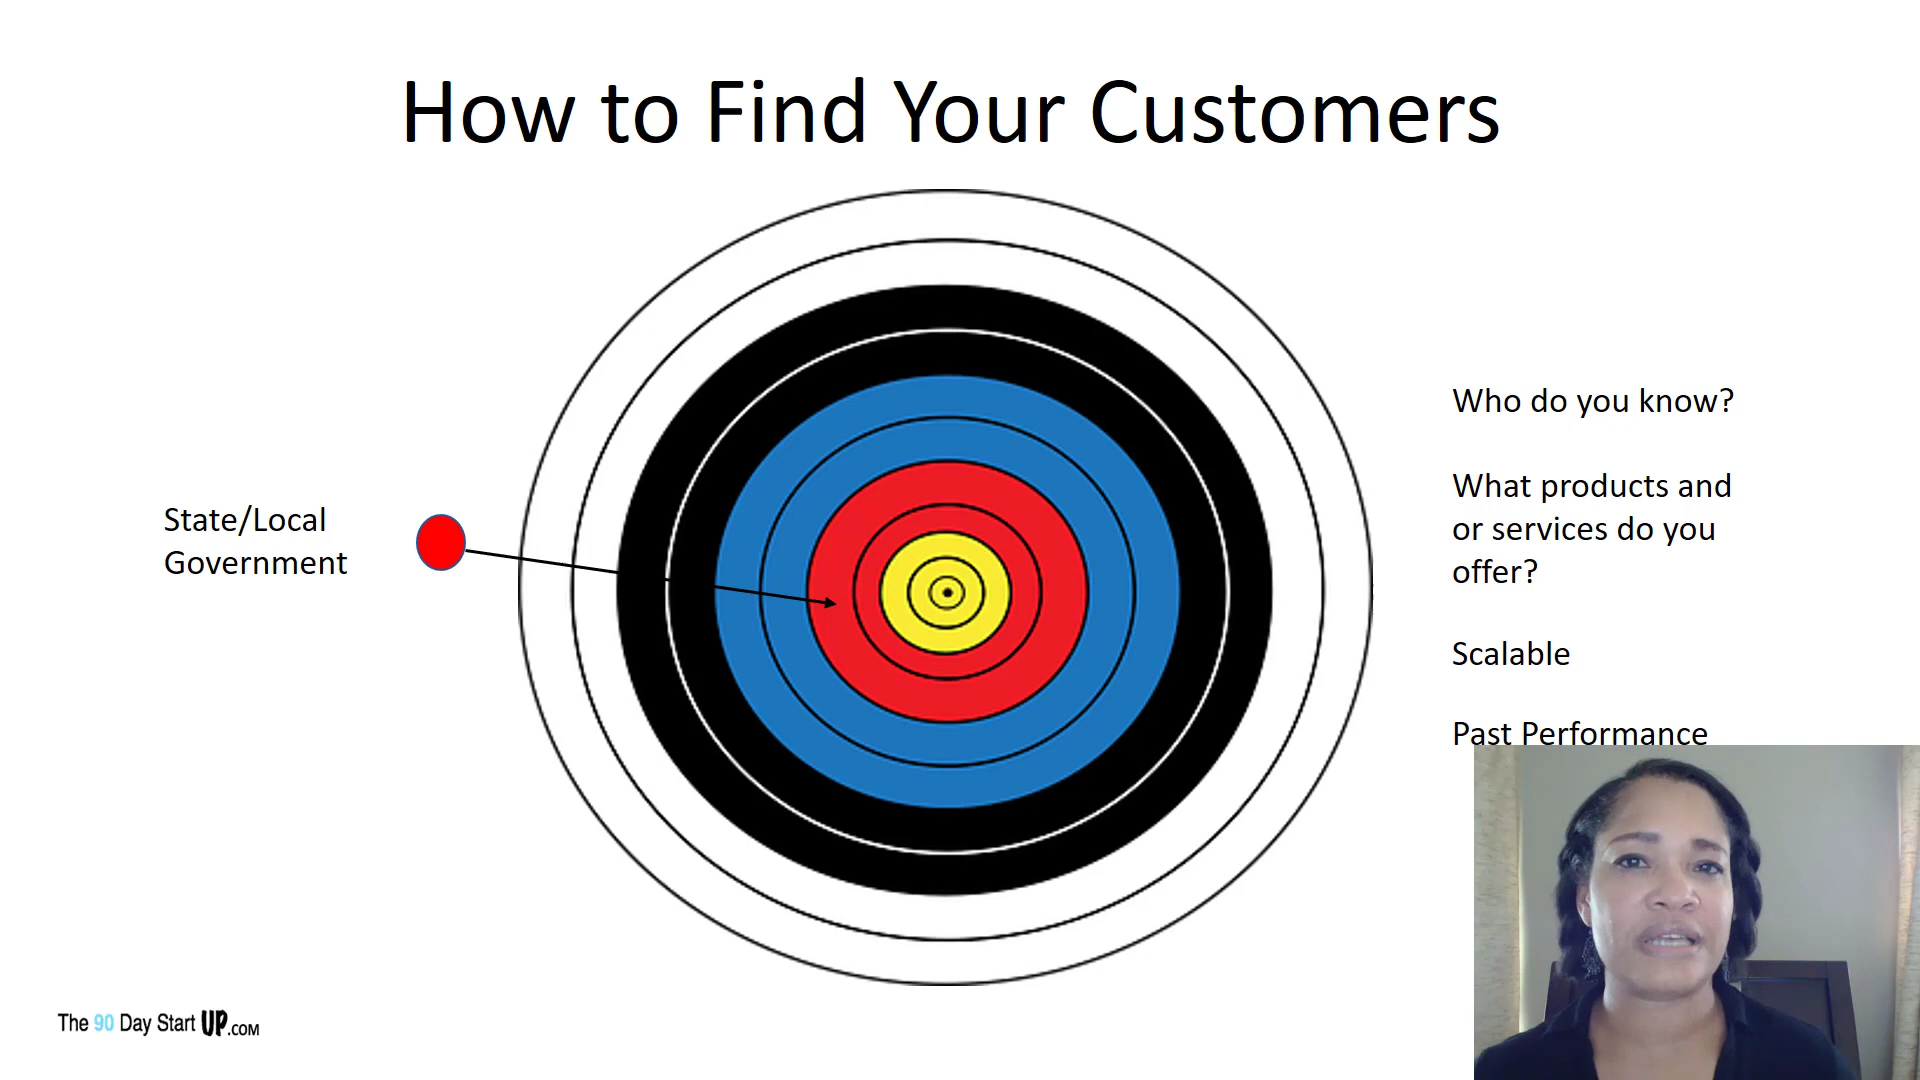 How to Find Your Customers
State/Local
Government
Who do you know?
What products and
or services do you
offer?
Scalable
Past Performance
The 90 Day Start UP.COM